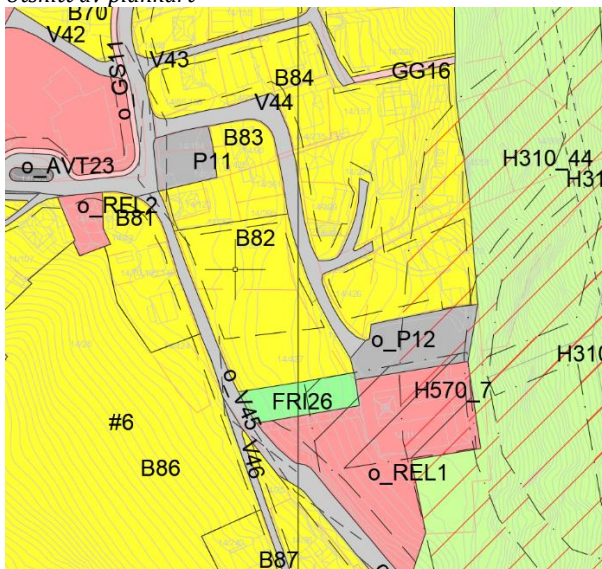 Utsnitt av plankart
B70
V42
V43
o_GS11
B84
GG16
V44
B83
P11
H310_44
o_AVT23
o_REL2
B81
B82
o_P12
H310
H570_7
FRI26
o_V45
#6
V46
B86
o_REL1
B87